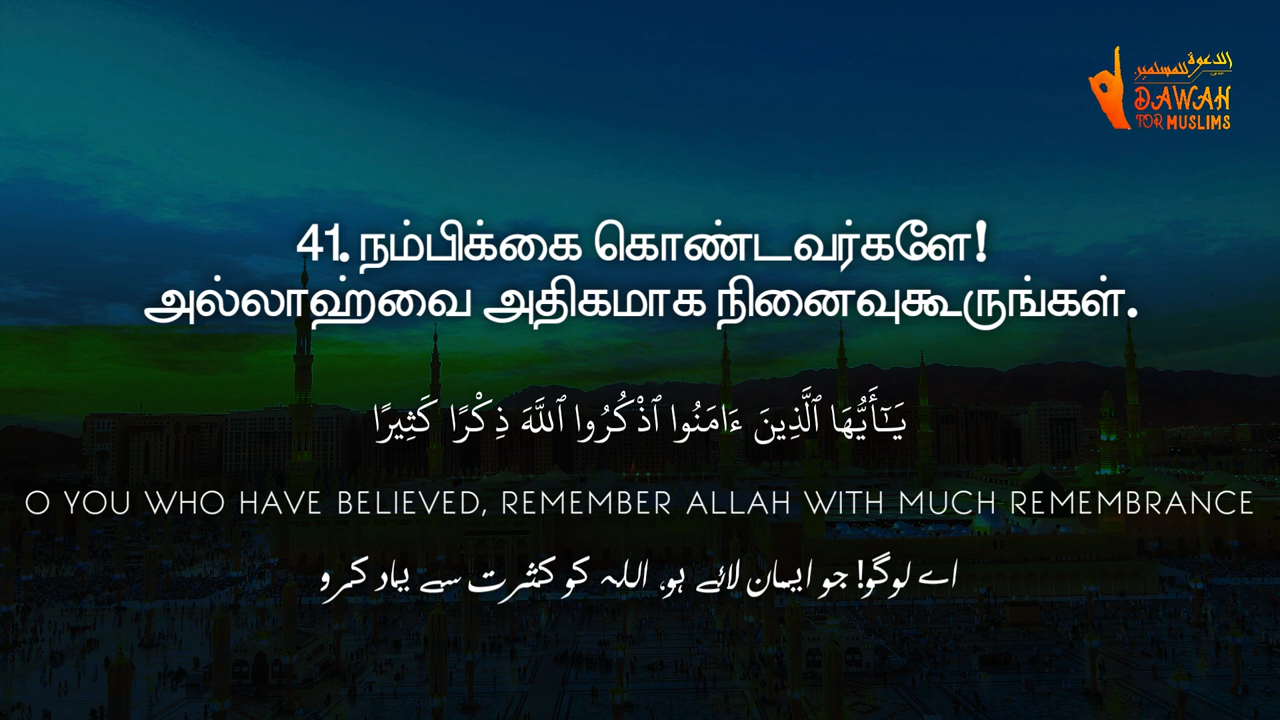 الدعوة للمسلمين
DAWAH
FOR MUSLIMS
41. நம்பிக்கை கொண்டவர்களே!
அல்லாஹ்வை அதிகமாக நினைவுகூருங்கள்.
يَـٰٓأَيُّهَا ٱلَّذِينَ ءَامَنُوا ٱذْكُرُوا ٱللَّهَ ذِكْرًا كَثِيرًا
O YOU WHO HAVE BELIEVED, REMEMBER ALLAH WITH MUCH REMEMBRANCE
اے لوگو! جو ایمان لائے ہو، اللہ کو کثرت سے یاد کرو